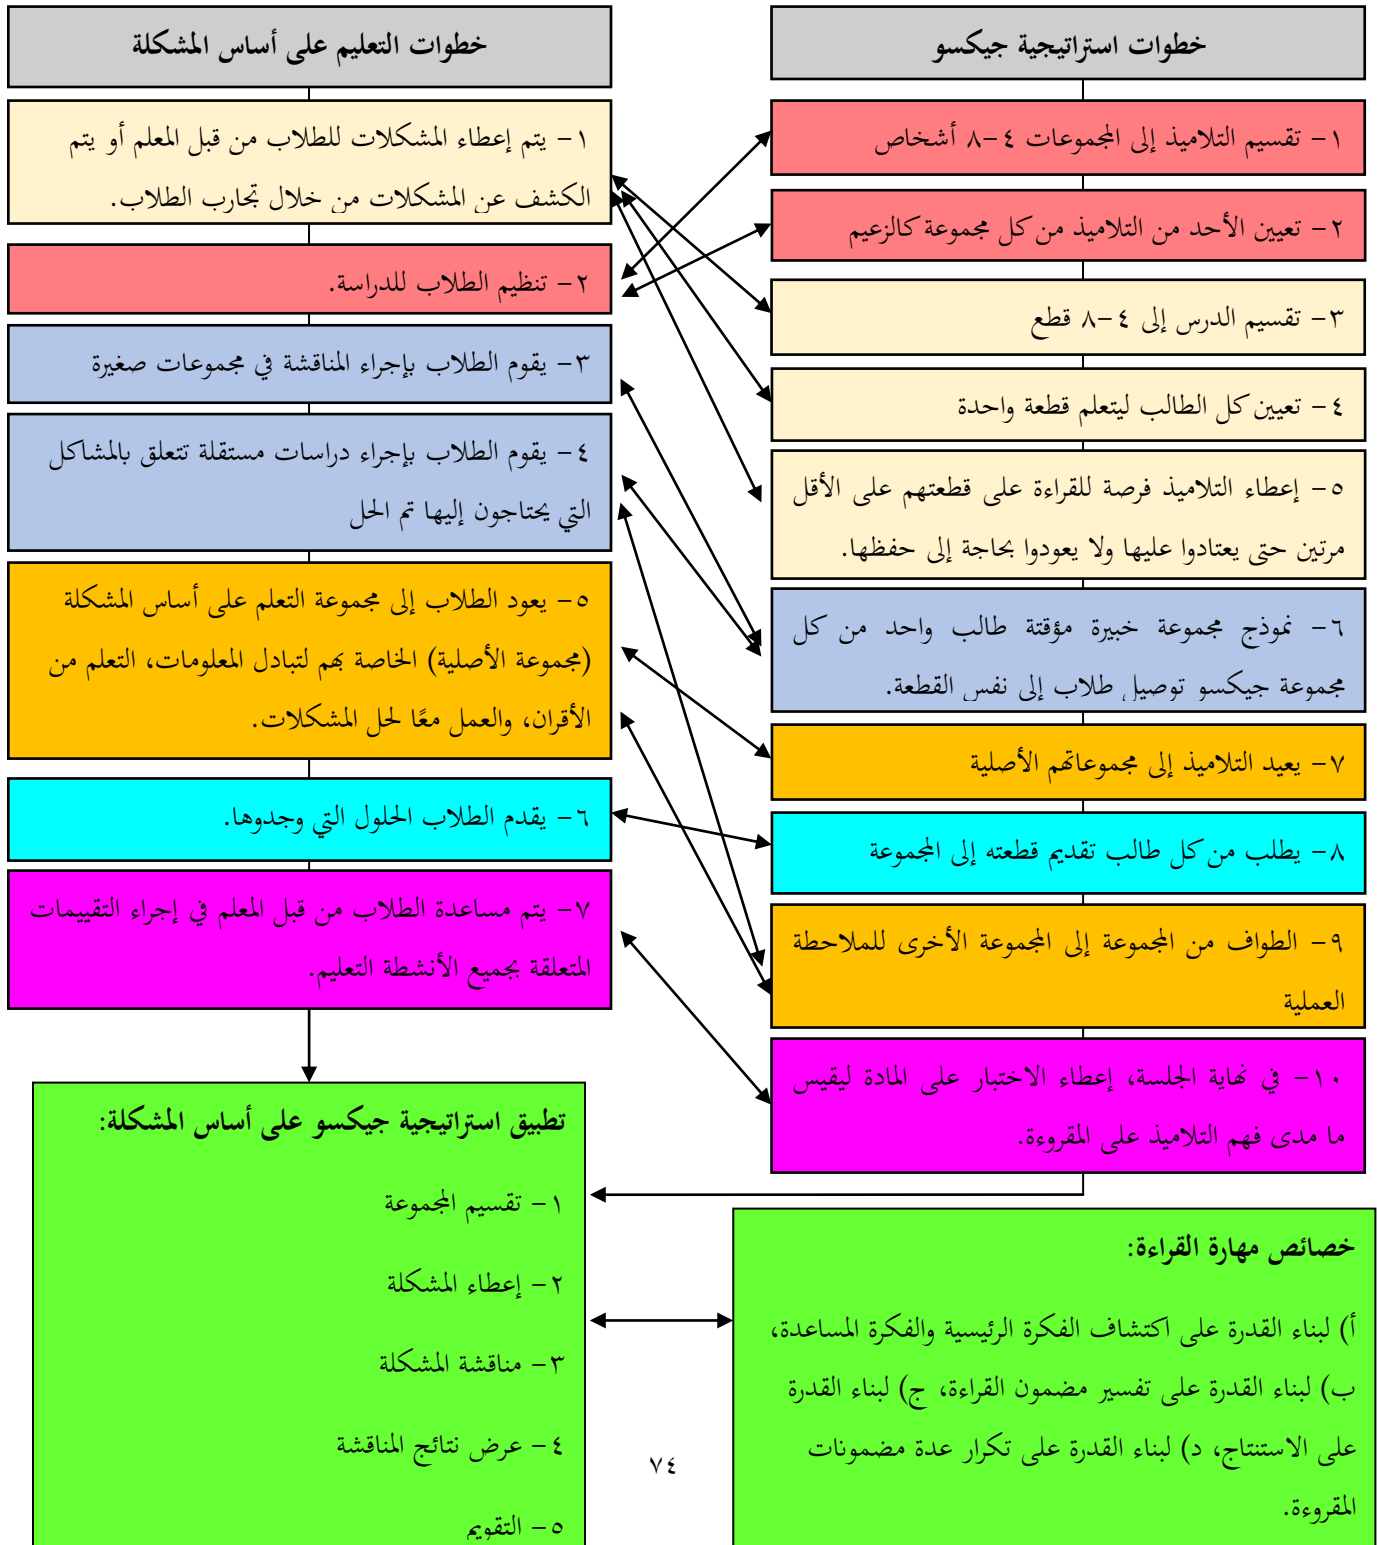 خطوات استراتيجية جيكسو
١- تقسيم التلاميذ إلى المجموعات ٤-٨ أشخاص
٢- تعيين الأحد من التلاميذ من كل مجموعة كالزعيم
٣- تقسيم الدرس إلى ٤-٨ قطع
٤- تعيين كل الطالب ليتعلم قطعة واحدة
٥- إعطاء التلاميذ فرصة للقراءة على قطعتهم على الأقل
مرتين حتى يعتادوا عليها ولا يعودوا بحاجة إلى حفظها.
٦- نموذج مجموعة خبيرة مؤقتة طالب واحد من كل
مجموعة جيكسو توصيل طلاب إلى نفس القطعة.
٧- يعيد التلاميذ إلى مجموعاتهم الأصلية
٨- يطلب من كل طالب تقديم قطعته إلى المجموعة
٩- الطواف من المجموعة إلى المجموعة الأخرى للملاحظة
العملية
١٠- في نهاية الجلسة، إعطاء الاختبار على المادة ليقيس
ما مدى فهم التلاميذ على المقروءة.
خطوات التعليم على أساس المشكلة
١- يتم إعطاء المشكلات للطلاب من قبل المعلم أو يتم
الكشف عن المشكلات من خلال تجارب الطلاب.
٢- تنظيم الطلاب للدراسة.
٣- يقوم الطلاب بإجراء المناقشة في مجموعات صغيرة
٤- يقوم الطلاب بإجراء دراسات مستقلة تتعلق بالمشاكل
التي يحتاجون إليها تم الحل
٥- يعود الطلاب إلى مجموعة التعلم على أساس المشكلة
(مجموعة الأصلية) الخاصة بهم لتبادل المعلومات، التعلم من
الأقران، والعمل معًا لحل المشكلات.
٦- يقدم الطلاب الحلول التي وجدوها.
٧- يتم مساعدة الطلاب من قبل المعلم في إجراء التقييمات
المتعلقة بجميع الأنشطة التعليم.
خصائص مهارة القراءة:
أ) لبناء القدرة على اكتشاف الفكرة الرئيسية والفكرة المساعدة،
ب) لبناء القدرة على تفسير مضمون القراءة، ج) لبناء القدرة
على الاستنتاج، د) لبناء القدرة على تكرار عدة مضمونات
المقروءة.
تطبيق استراتيجية جيكسو على أساس المشكلة:
١- تقسيم المجموعة
٢- إعطاء المشكلة
٣- مناقشة المشكلة
٤- عرض نتائج المناقشة
٥- التقويم
٧٤